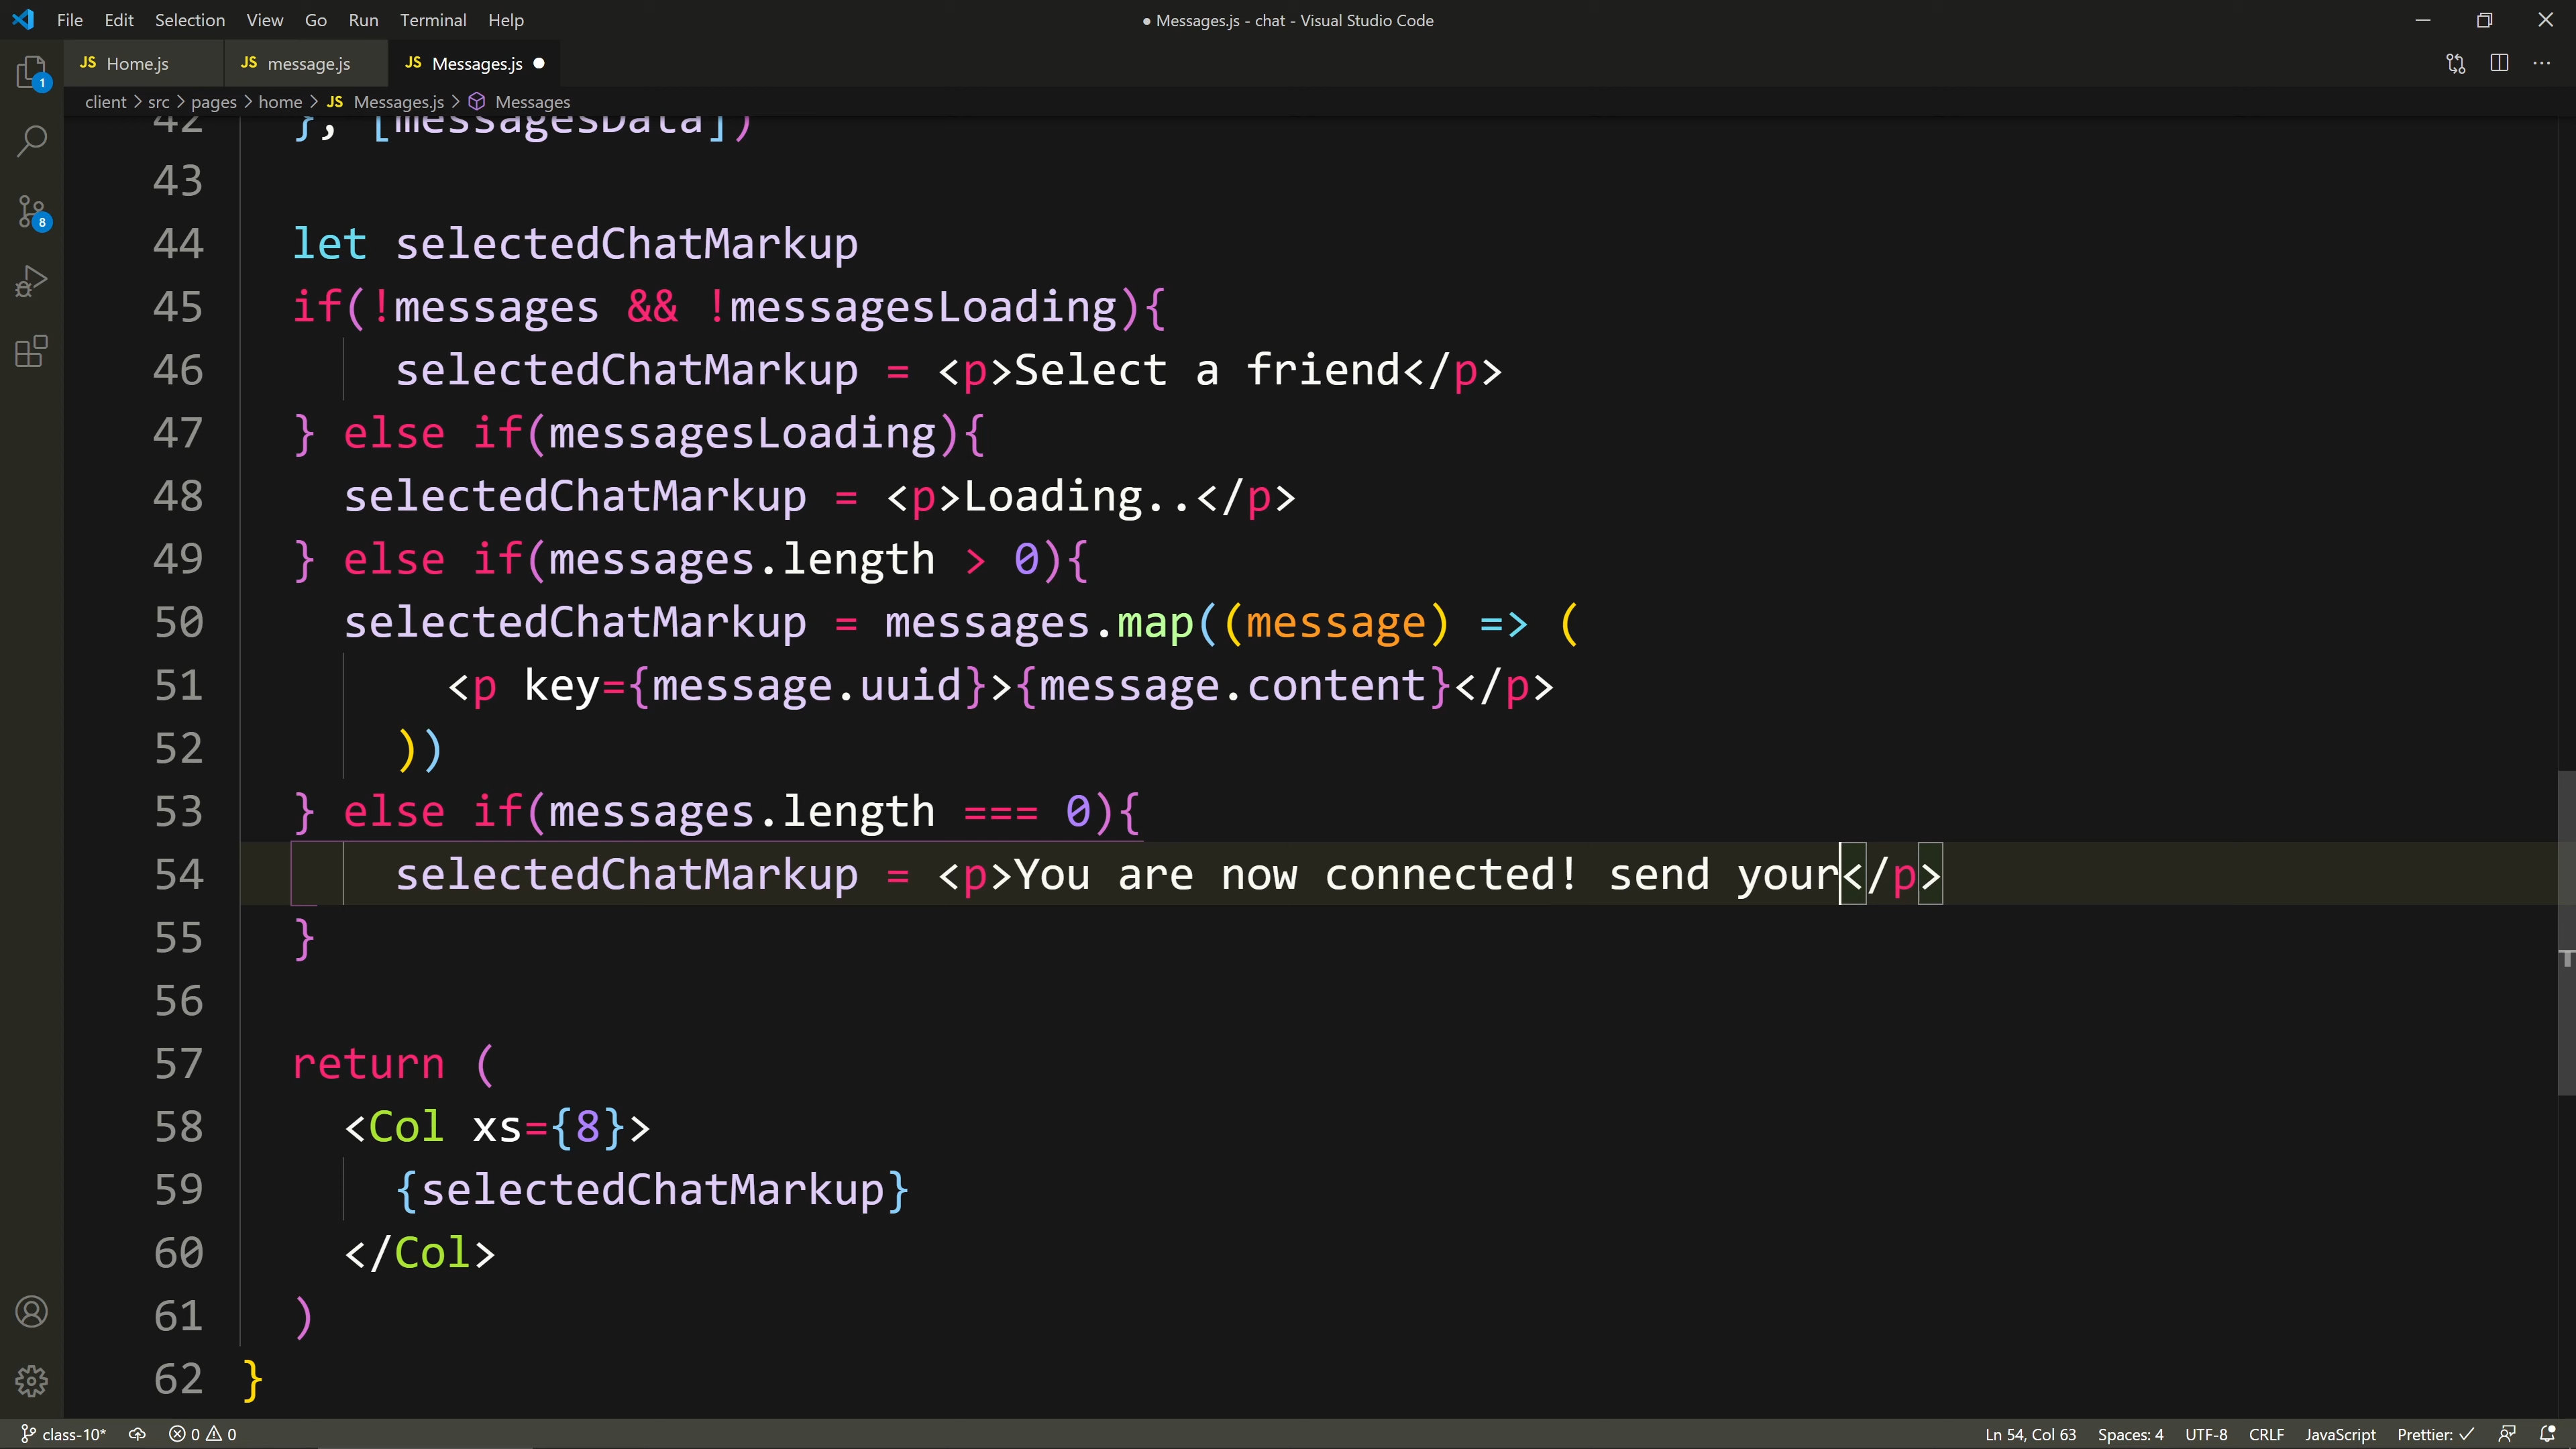 File Edit Selection View Go Run Terminal Help
● Messages.js - chat - Visual Studio Code
JS Home.js
JS message.js
JS Messages.js ●
client > src > pages > home > JS Messages.js > Messages
1
8
42 }, [messagesData])
43
44 let selectedChatMarkup
45 if(!messages && !messagesLoading){
46 selectedChatMarkup = <p>Select a friend</p>
47 } else if(messagesLoading){
48 selectedChatMarkup = <p>Loading..</p>
49 } else if(messages.length > 0){
50 selectedChatMarkup = messages.map((message) => (
51 <p key={message.uuid}>{message.content}</p>
52 ))
53 } else if(messages.length === 0){
54 selectedChatMarkup = <p>You are now connected! send your</p>
55 }
56
57 return (
58 <Col xs={8}>
59 {selectedChatMarkup}
60 </Col>
61 )
62 }
class-10* 0 0 Ln 54, Col 63 Spaces: 4 UTF-8 CRLF JavaScript Prettier: ✓